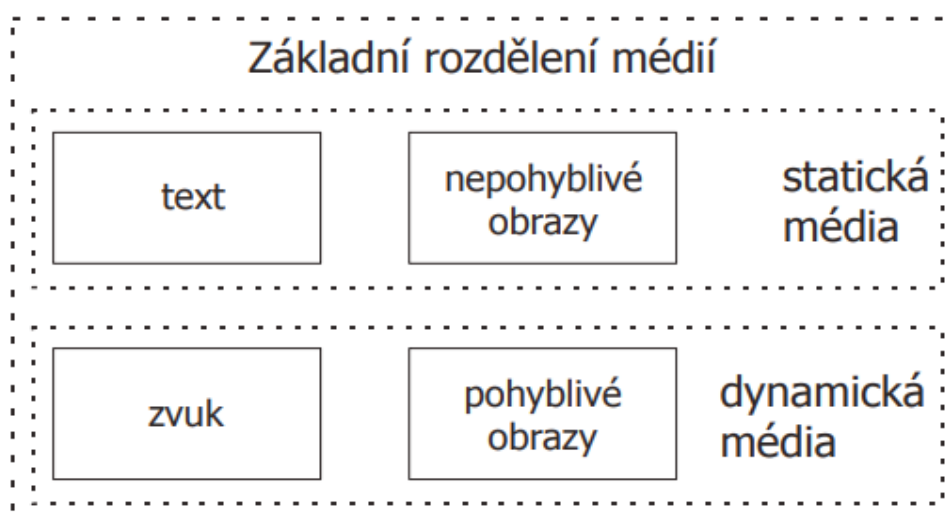 Základní rozdělení médií
text
nepohyblivé
obrazy
statická
média
zvuk
pohyblivé
obrazy
dynamická
média